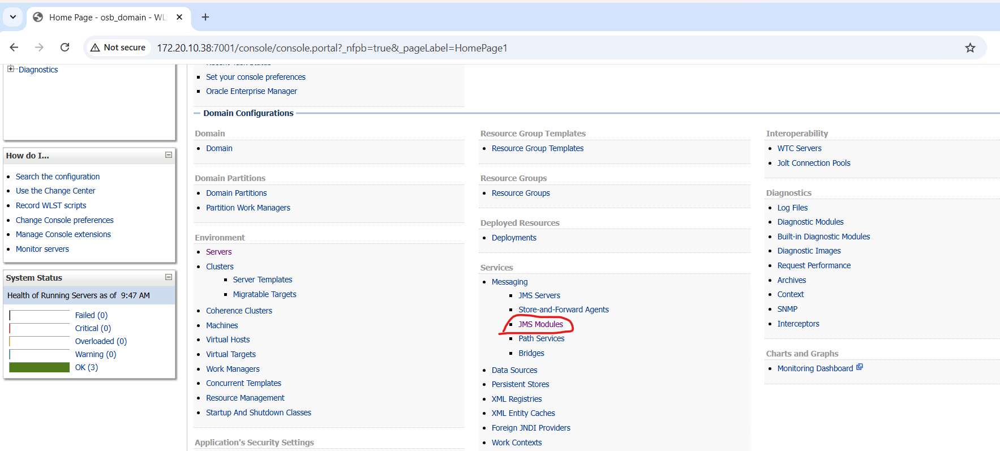 Home Page - osb_domain - WLS
Not secure
172.20.10.38:7001/console/console.portal?_nfpb=true&_pageLabel=HomePage1
Diagnostics
How do I...
Search the configuration
Use the Change Center
Record WLST scripts
Change Console preferences
Manage Console extensions
Monitor servers
System Status
Health of Running Servers as of 9:47 AM
Failed (0)
Critical (0)
Overloaded (0)
Warning (0)
OK (3)
Recent Task Status
Set your console preferences
Oracle Enterprise Manager
Domain Configurations
Domain
Domain
Domain Partitions
Domain Partitions
Partition Work Managers
Environment
Servers
Clusters
Server Templates
Migratable Targets
Coherence Clusters
Machines
Virtual Hosts
Virtual Targets
Work Managers
Concurrent Templates
Resource Management
Startup And Shutdown Classes
Application's Security Settings
Resource Group Templates
Resource Group Templates
Resource Groups
Resource Groups
Deployed Resources
Deployments
Services
Messaging
JMS Servers
Store-and-Forward Agents
JMS Modules
Path Services
Bridges
Data Sources
Persistent Stores
XML Registries
XML Entity Caches
Foreign JNDI Providers
Work Contexts
Interoperability
WTC Servers
Jolt Connection Pools
Diagnostics
Log Files
Diagnostic Modules
Built-in Diagnostic Modules
Diagnostic Images
Request Performance
Archives
Context
SNMP
Interceptors
Charts and Graphs
Monitoring Dashboard